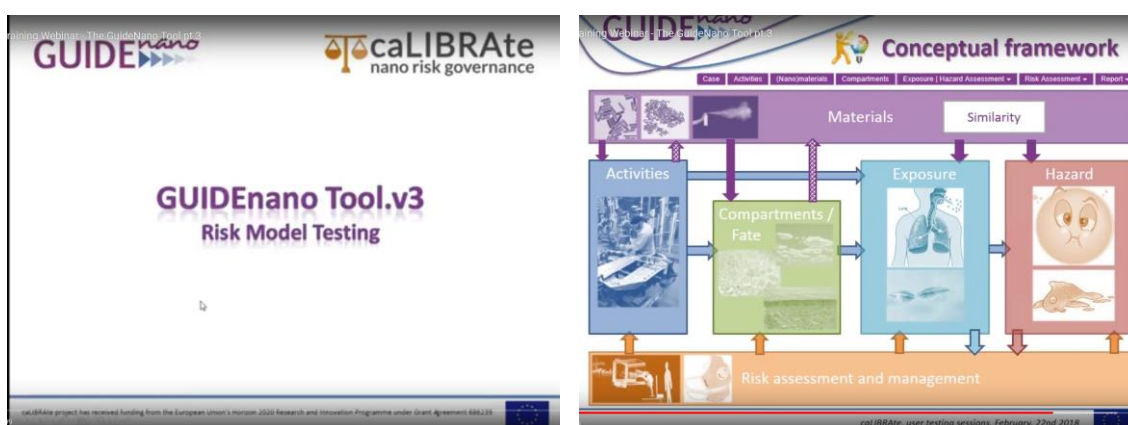 Training Webinar - The GuideNano Tool pt.3
GUIDEnano
caLIBRAte
nano risk governance
GUIDEnano Tool.v3
Risk Model Testing
caLIBRAte project has received funding from the European Union's Horizon 2020 Research and Innovation Programme under Grant Agreement 686239
aining Webinar - The GuideNano Tool pt.3
GUIDEnano
Conceptual framework
Case
Activities
(Nano)materials
Compartments
Exposure | Hazard Assessment
Risk Assessment
Report
Materials
Similarity
Activities
Compartments /
Fate
Exposure
Hazard
Risk assessment and management
caLIBRAte, user testing sessions, February, 22nd 2018